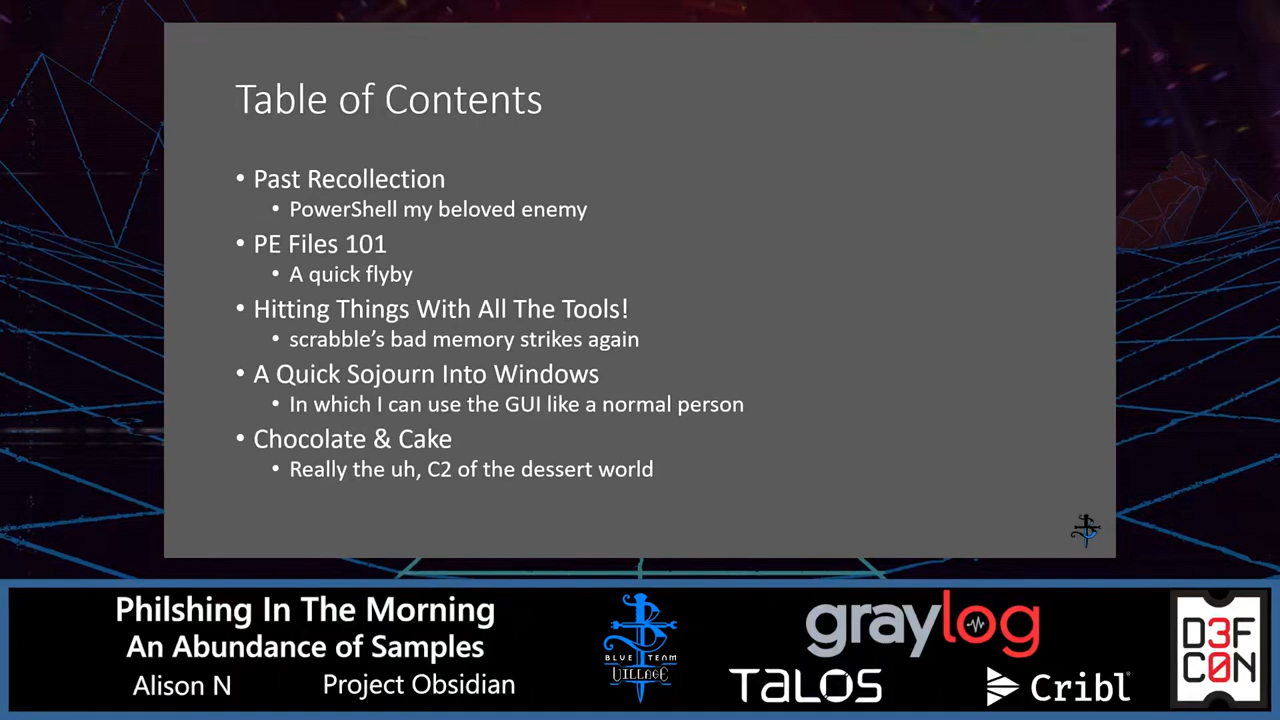 Table of Contents
• Past Recollection
• PowerShell my beloved enemy
• PE Files 101
• A quick flyby
• Hitting Things With All The Tools!
• scrabble's bad memory strikes again
• A Quick Sojourn Into Windows
• In which I can use the GUI like a normal person
• Chocolate & Cake
• Really the uh, C2 of the dessert world
Philshing In The Morning
An Abundance of Samples
Alison N
Project Obsidian
BLUE TEAM
VILLAGE
graylog
TALOS
Cribl
D3F
C0N